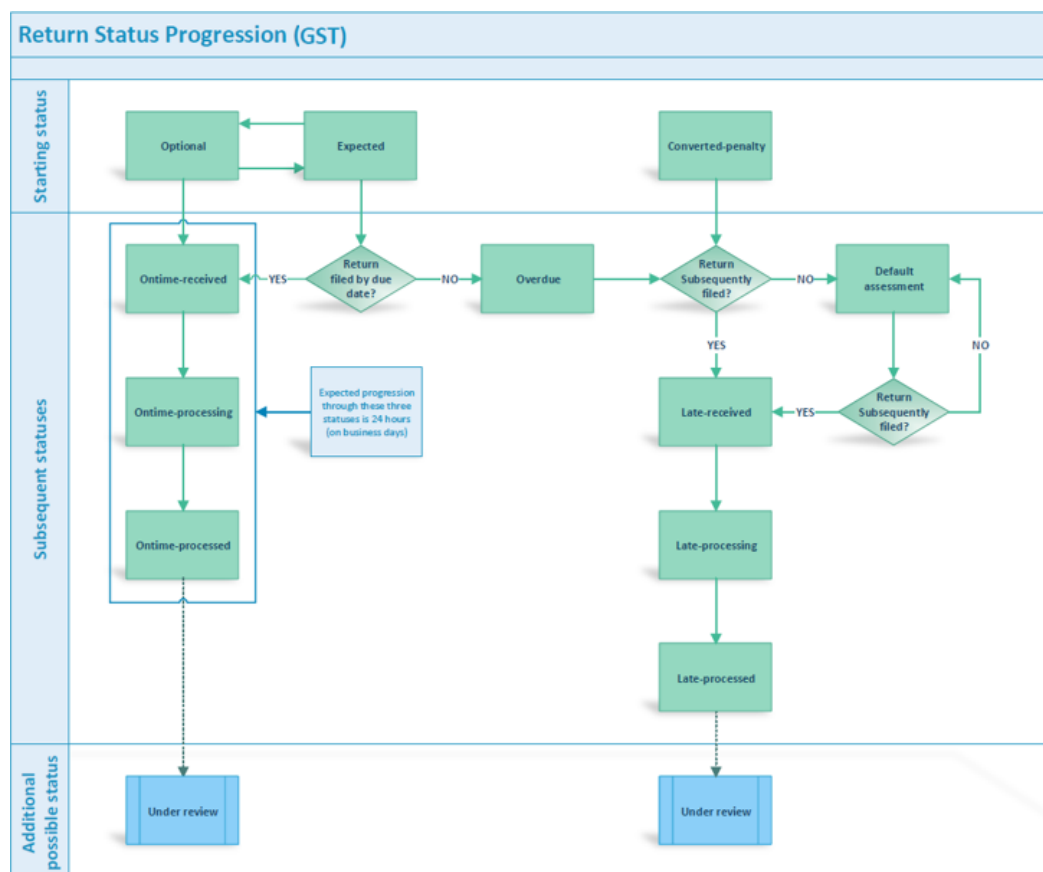 Return Status Progression (GST)
Starting status
Optional
Expected
Converted-penalty
Subsequent statuses
Ontime-received
YES
Return
filed by due
date?
NO
Overdue
Return
Subsequently
filed?
NO
Default
assessment
YES
NO
Ontime-processing
Expected progression
through these three
statuses is 24 hours
(on business days)
Late-received
YES
Return
Subsequently
filed?
Ontime-processed
Late-processing
Late-processed
Additional
possible status
Under review
Under review